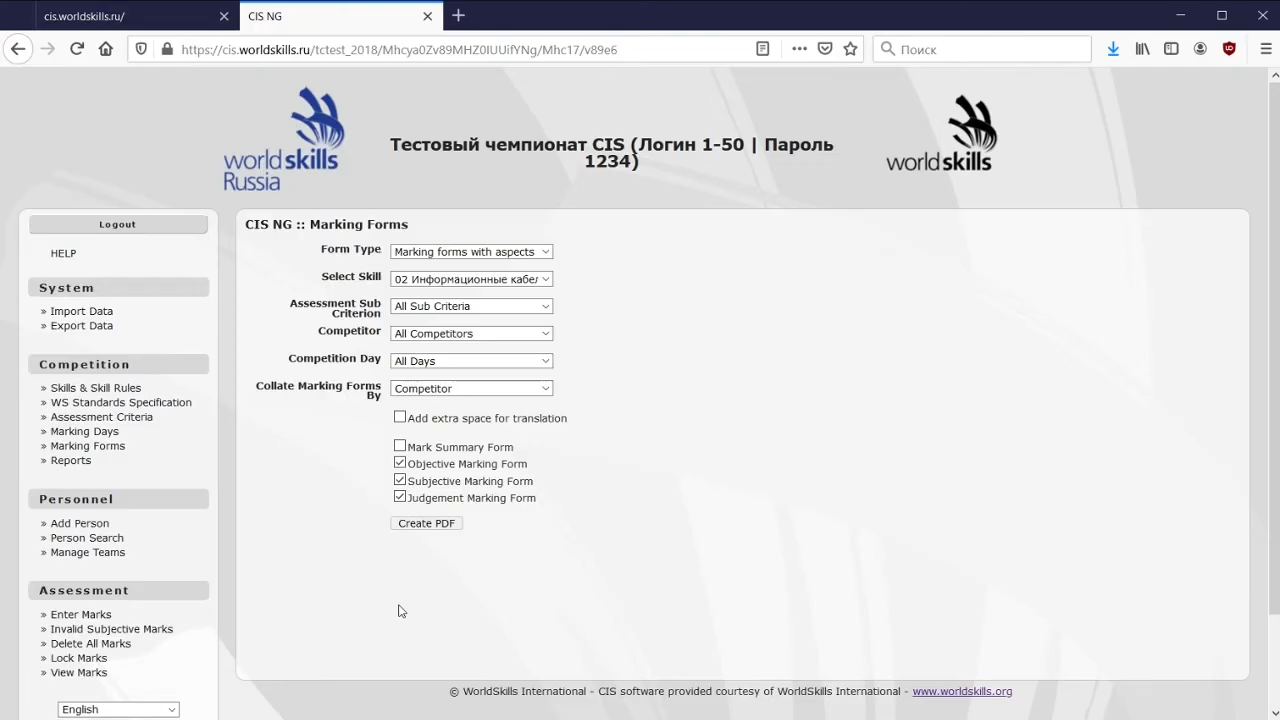 cis.worldskills.ru/
CIS NG
https://cis.worldskills.ru/tctest_2018/Mhcya0Zv89MHZ0IUUifYNg/Mhc17/v89e6
Поиск
worldskills
Russia
Тестовый чемпионат CIS (Логин 1-50 | Пароль
1234)
worldskills
Logout
HELP
System
» Import Data
» Export Data
Competition
» Skills & Skill Rules
» WS Standards Specification
» Assessment Criteria
» Marking Days
» Marking Forms
» Reports
Personnel
» Add Person
» Person Search
» Manage Teams
Assessment
» Enter Marks
» Invalid Subjective Marks
» Delete All Marks
» Lock Marks
» View Marks
English
CIS NG :: Marking Forms
Form Type
Marking forms with aspects
Select Skill
02 Информационные кабел
Assessment Sub
Criterion
All Sub Criteria
Competitor
All Competitors
Competition Day
All Days
Collate Marking Forms
By
Competitor
Add extra space for translation
Mark Summary Form
Objective Marking Form
Subjective Marking Form
Judgement Marking Form
Create PDF
© WorldSkills International - CIS software provided courtesy of WorldSkills International - www.worldskills.org